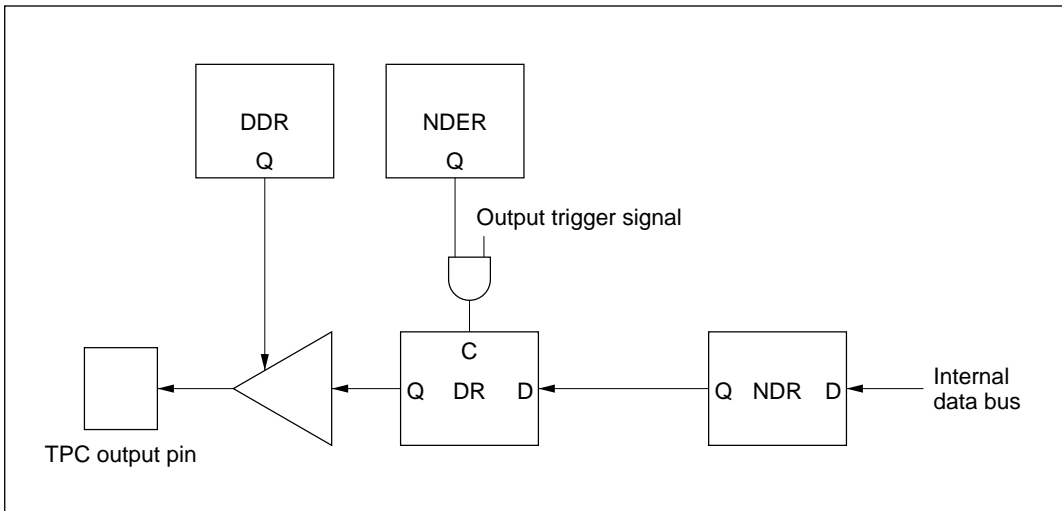 DDR
Q
NDER
Q
Output trigger signal
C
Q DR D
Q NDR D
Internal
data bus
TPC output pin